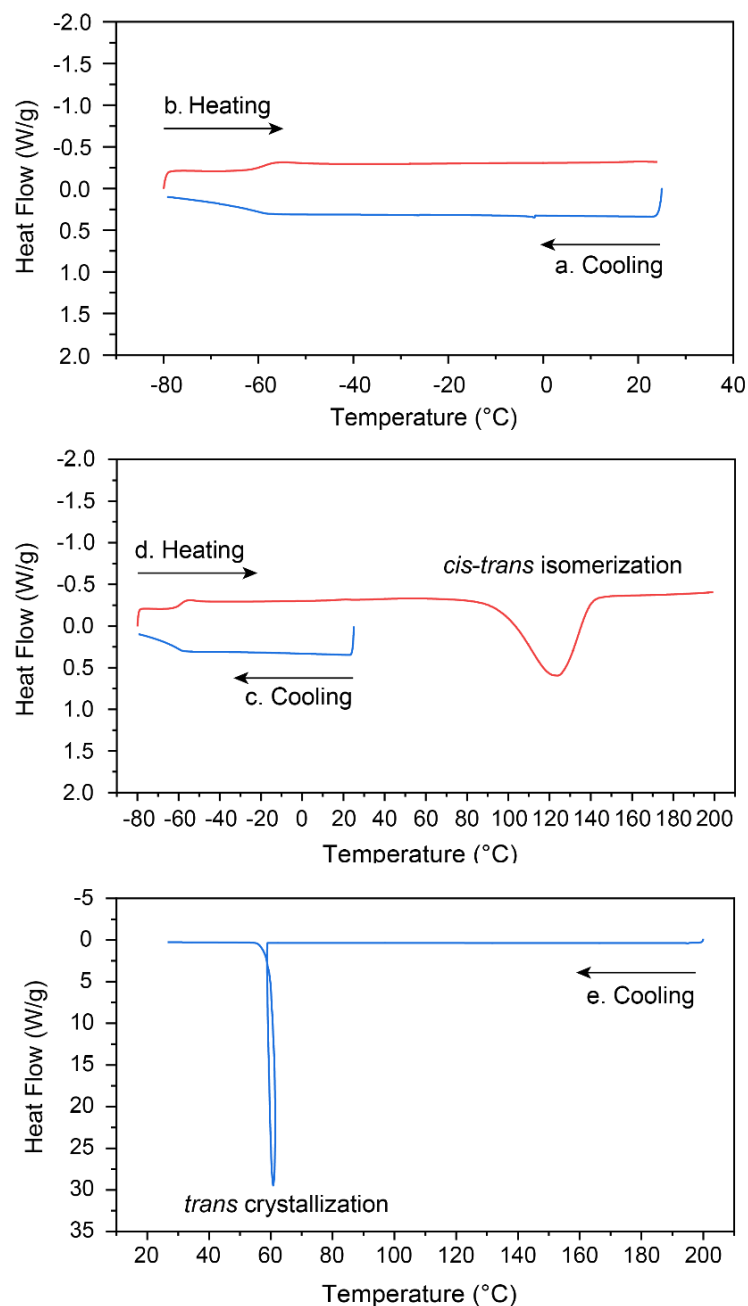 -2.0
-1.5
-1.0
-0.5
0.0
0.5
1.0
1.5
2.0
Heat Flow (W/g)
b. Heating
a. Cooling
-80 -60 -40 -20 0 20 40
Temperature (°C)
-2.0
-1.5
-1.0
-0.5
0.0
0.5
1.0
1.5
2.0
Heat Flow (W/g)
d. Heating
cis-trans isomerization
c. Cooling
-80 -60 -40 -20 0 20 40 60 80 100 120 140 160 180 200
Temperature (°C)
-5
0
5
10
15
20
25
30
35
Heat Flow (W/g)
e. Cooling
trans crystallization
20 40 60 80 100 120 140 160 180 200
Temperature (°C)